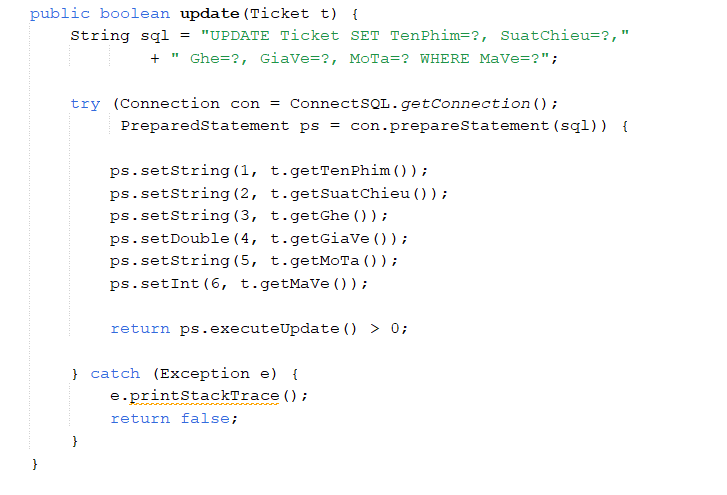 public boolean update(Ticket t) {
String sql = "UPDATE Ticket SET TenPhim=?, SuatChieu=?,"
+ " Ghe=?, GiaVe=?, MoTa=? WHERE MaVe=?";
try (Connection con = ConnectSQL.getConnection();
PreparedStatement ps = con.prepareStatement(sql)) {
ps.setString(1, t.getTenPhim());
ps.setString(2, t.getSuatChieu());
ps.setString(3, t.getGhe());
ps.setDouble(4, t.getGiaVe());
ps.setString(5, t.getMoTa());
ps.setInt(6, t.getMaVe());
return ps.executeUpdate() > 0;
} catch (Exception e) {
e.printStackTrace();
return false;
}
}